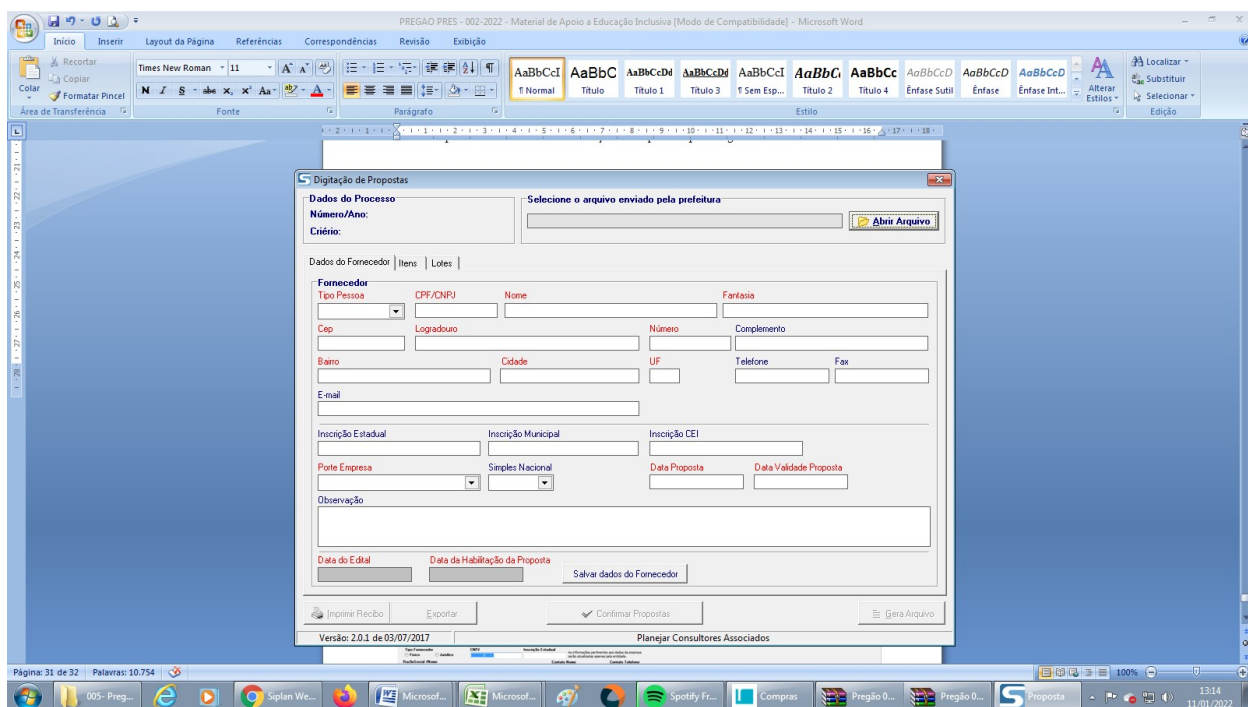 PREGAO PRES - 002-2022 - Material de Apoio a Educação Inclusiva [Modo de Compatibilidade] - Microsoft Word
Início Inserir Layout da Página Referências Correspondências Revisão Exibição
Colar
Recortar
Copiar
Formatar Pincel
Área de Transferência
Times New Roman 11
N I S abc x₂ x² Aa
Fonte
Parágrafo
AaBbCcI AaBbC AaBbCcDd AaBbCcDd AaBbCcI AaBbC AaBbCc AaBbCcD AaBbCcD AaBbCcD
¶ Normal Título Título 1 Título 3 ¶ Sem Esp... Título 2 Título 4 Ênfase Sutil Ênfase Ênfase Int...
Alterar Estilos
Estilo
Localizar
Substituir
Selecionar
Edição
Digitação de Propostas
Dados do Processo
Número/Ano:
Criério:
Selecione o arquivo enviado pela prefeitura
Abrir Arquivo
Dados do Fornecedor Itens Lotes
Fornecedor
Tipo Pessoa CPF/CNPJ Nome Fantasia
Cep Logradouro Número Complemento
Bairro Cidade UF Telefone Fax
E-mail
Inscrição Estadual Inscrição Municipal Inscrição CEI
Porte Empresa Simples Nacional Data Proposta Data Validade Proposta
Observação
Data do Edital Data da Habilitação da Proposta
Salvar dados do Fornecedor
Imprimir Recibo Exportar Confirmar Propostas Gera Arquivo
Versão: 2.0.1 de 03/07/2017 Planejar Consultores Associados
Página: 31 de 32 Palavras: 10.754 100%
005- Preg... Siplan We... Microsof... Microsof... Spotify Fr... Compras Pregão 0... Pregão 0... Proposta
13:14
11/01/2022